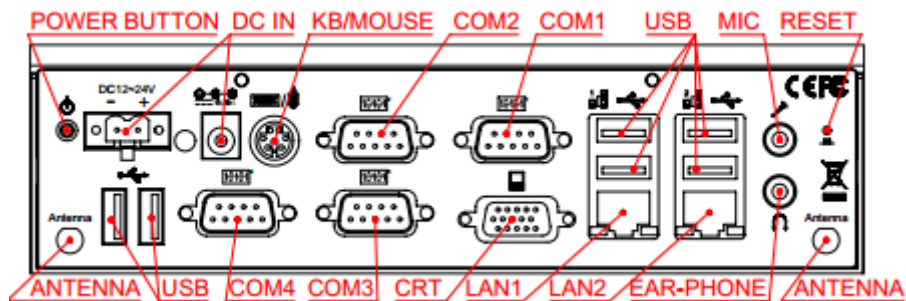 POWER BUTTON DC IN KB/MOUSE COM2 COM1 USB MIC RESET
DC12~24V
− +
CE FC
Antenna Antenna
ANTENNA USB COM4 COM3 CRT LAN1 LAN2 EAR-PHONE ANTENNA